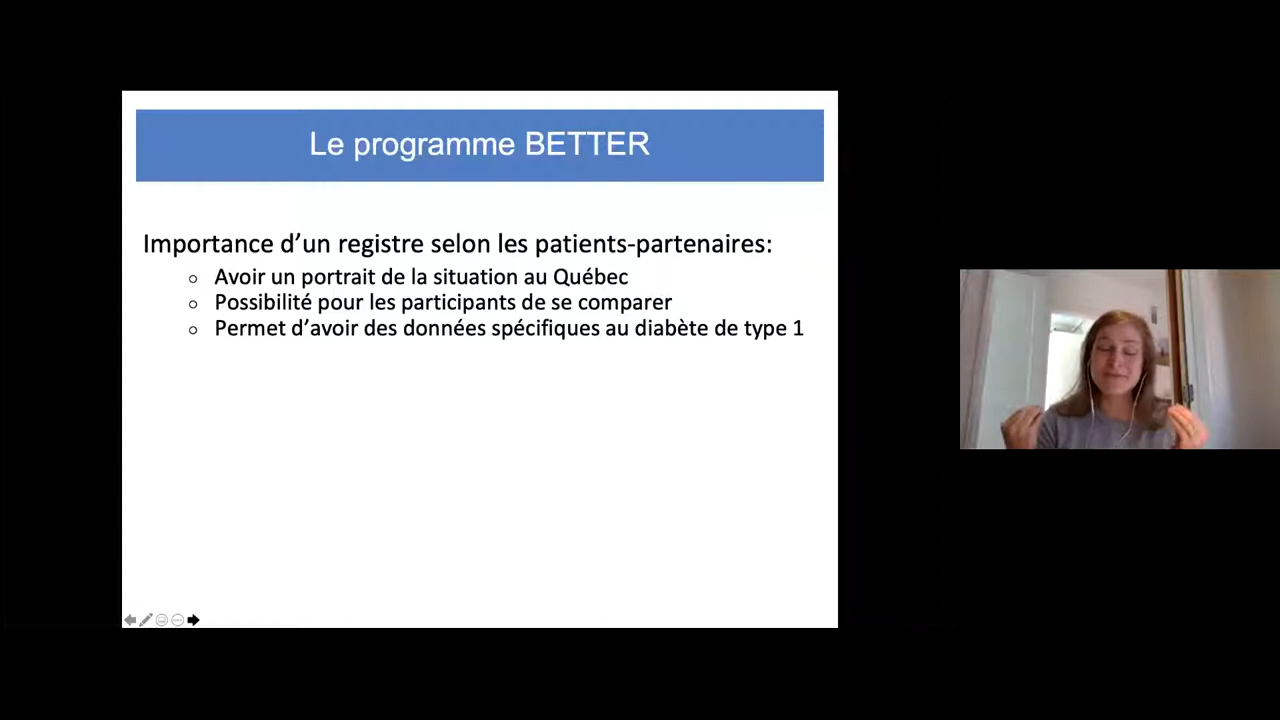 Le programme BETTER
Importance d’un registre selon les patients-partenaires:
○ Avoir un portrait de la situation au Québec
○ Possibilité pour les participants de se comparer
○ Permet d’avoir des données spécifiques au diabète de type 1